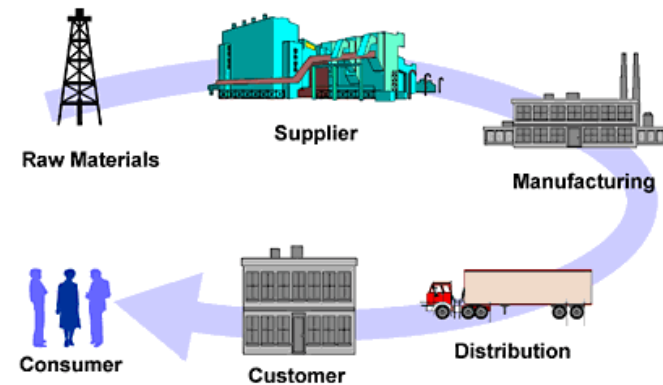 Raw Materials
Supplier
Manufacturing
Distribution
Customer
Consumer